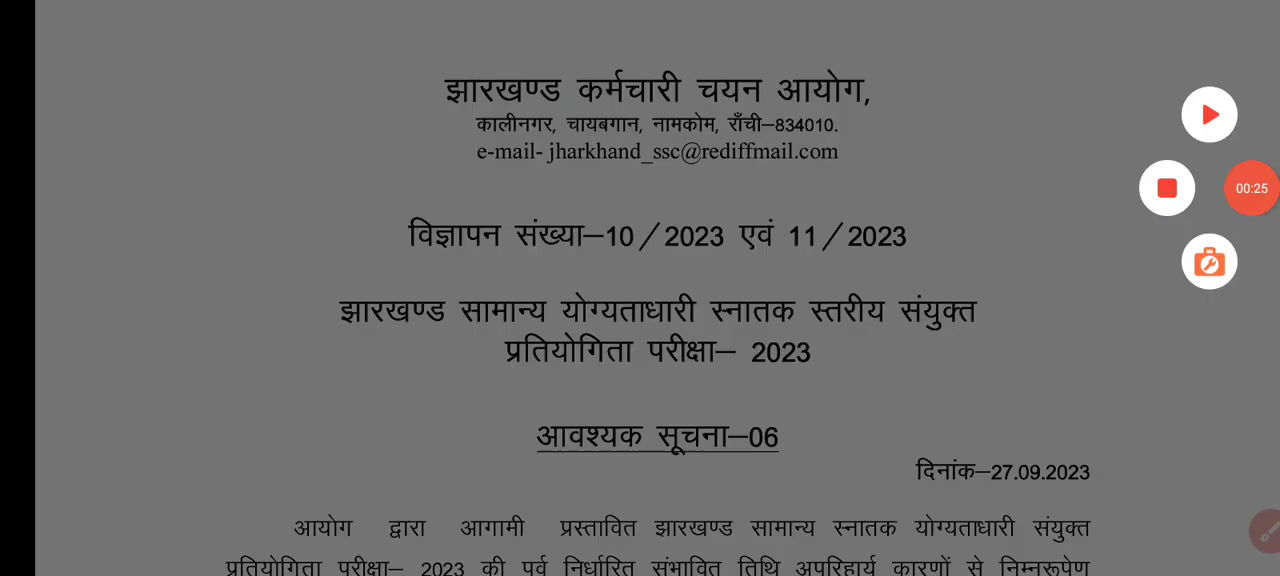 झारखण्ड कर्मचारी चयन आयोग,
कालीनगर, चायबगान, नामकोम, राँची–834010.
e-mail- jharkhand_ssc@rediffmail.com
विज्ञापन संख्या–10/2023 एवं 11/2023
झारखण्ड सामान्य योग्यताधारी स्नातक स्तरीय संयुक्त
प्रतियोगिता परीक्षा– 2023
आवश्यक सूचना–06
दिनांक–27.09.2023
आयोग द्वारा आगामी प्रस्तावित झारखण्ड सामान्य स्नातक योग्यताधारी संयुक्त
प्रतियोगिता परीक्षा– 2023 की पूर्व निर्धारित संभावित तिथि अपरिहार्य कारणों से निम्नरूपेण
00:25